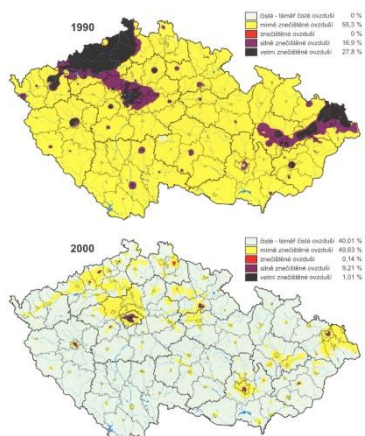 1990
čisté - téměř čisté ovzduší 0 %
mírně znečištěné ovzduší 55,3 %
znečištěné ovzduší 0 %
silně znečištěné ovzduší 16,9 %
velmi znečištěné ovzduší 27,8 %
2000
čisté - téměř čisté ovzduší 40,01 %
mírně znečištěné ovzduší 49,63 %
znečištěné ovzduší 0,14 %
silně znečištěné ovzduší 9,21 %
velmi znečištěné ovzduší 1,01 %